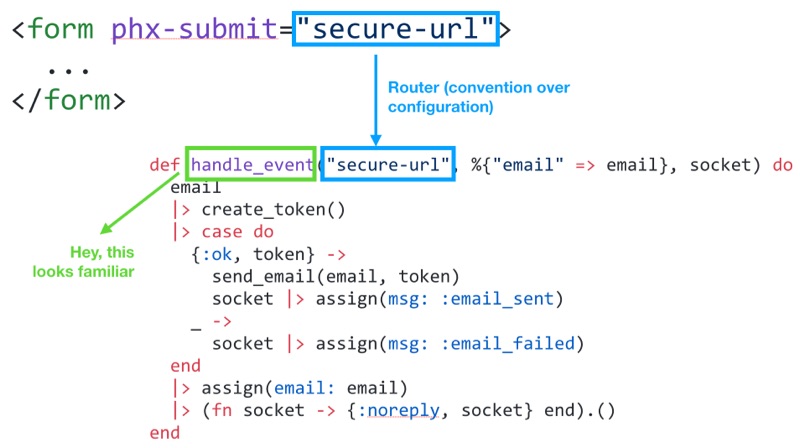 <form phx-submit="secure-url">
...
</form>
Router (convention over
configuration)
def handle_event("secure-url", %{"email" => email}, socket) do
email
|> create_token()
|> case do
{:ok, token} ->
send_email(email, token)
socket |> assign(msg: :email_sent)
_ ->
socket |> assign(msg: :email_failed)
end
|> assign(email: email)
|> (fn socket -> {:noreply, socket} end).()
end
Hey, this
looks familiar